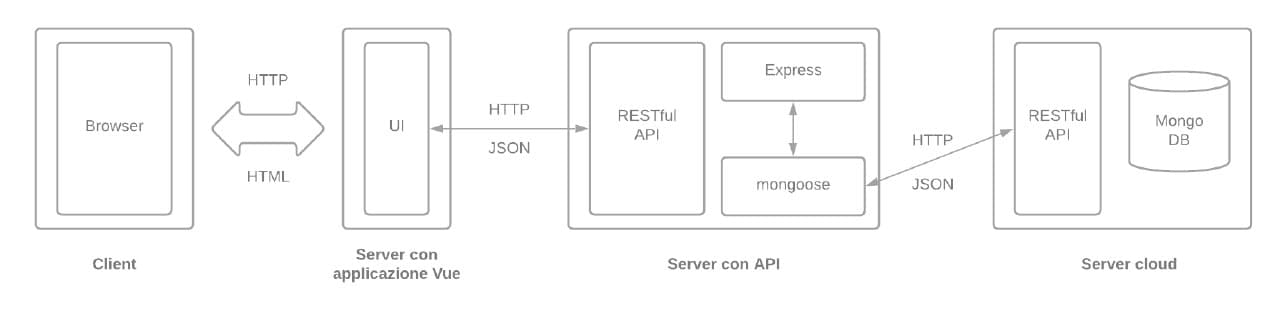 Browser
Client
HTTP
HTML
UI
Server con
applicazione Vue
HTTP
JSON
RESTful
API
Express
mongoose
Server con API
HTTP
JSON
RESTful
API
Mongo
DB
Server cloud